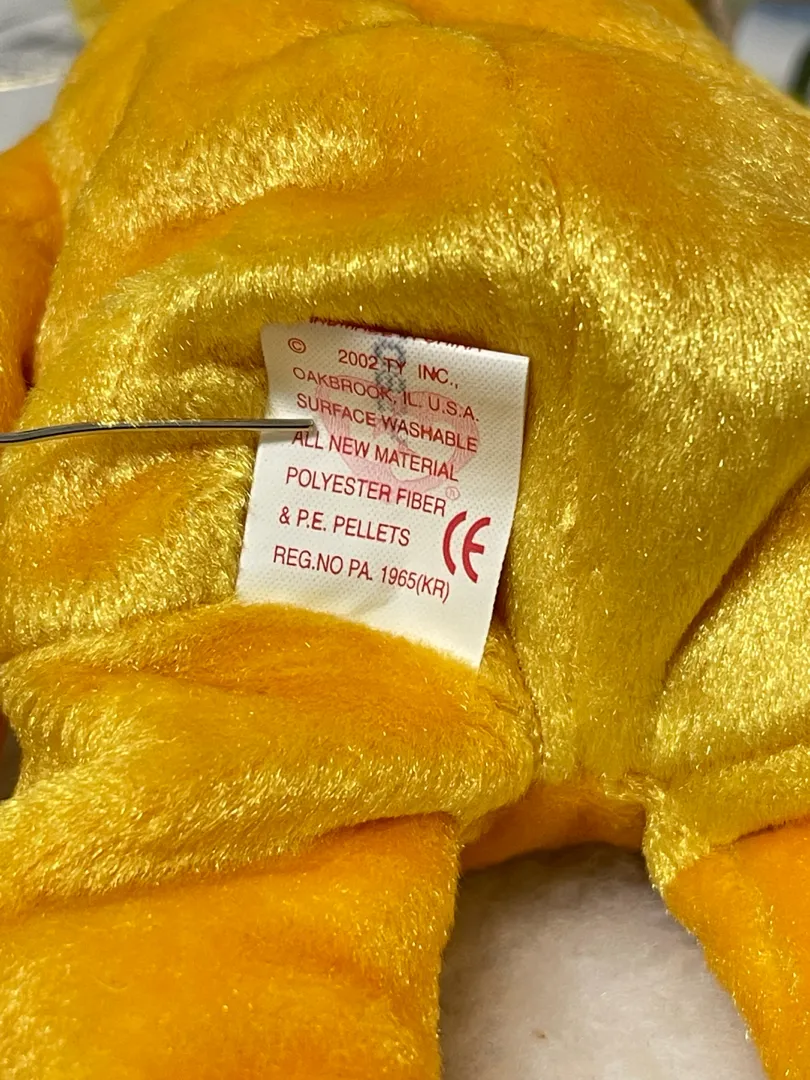 © 2002 TY INC.,
OAKBROOK, IL. U.S.A.
SURFACE WASHABLE
ALL NEW MATERIAL
POLYESTER FIBER
& P.E. PELLETS
REG.NO PA. 1965(KR)
CE
®